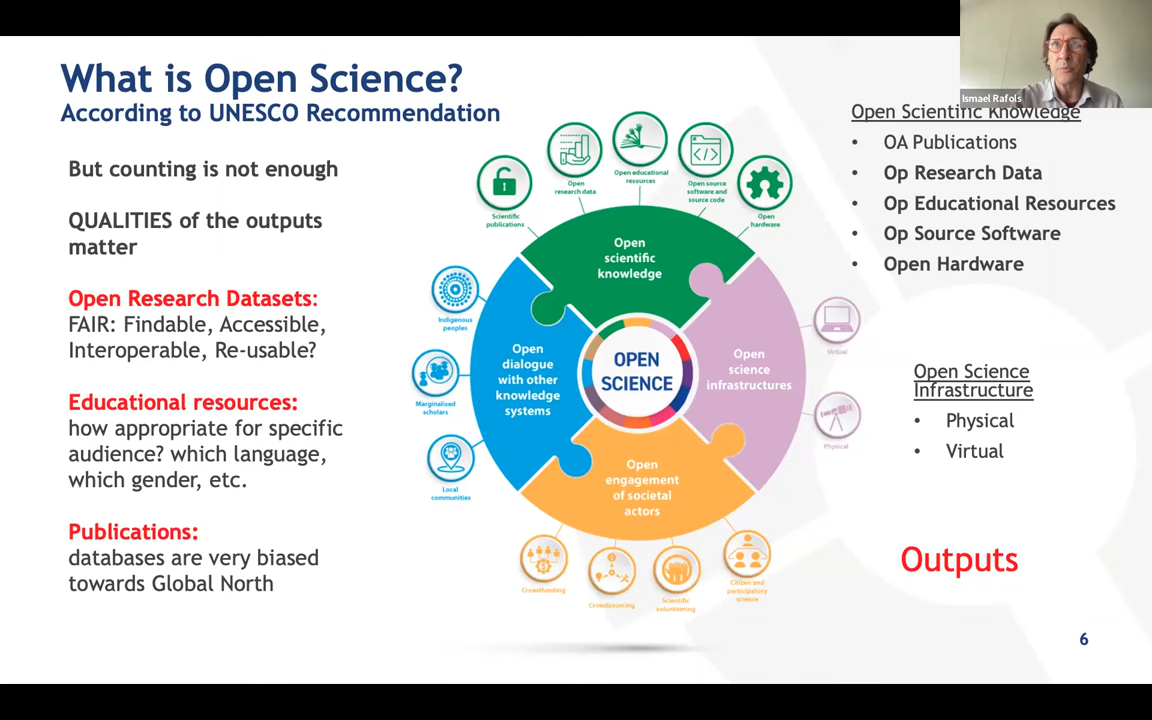 What is Open Science?
According to UNESCO Recommendation
But counting is not enough
QUALITIES of the outputs
matter
Open Research Datasets:
FAIR: Findable, Accessible,
Interoperable, Re-usable?
Educational resources:
how appropriate for specific
audience? which language,
which gender, etc.
Publications:
databases are very biased
towards Global North
Scientific
publications
Open
research data
Open educational
resources
Open source
software and
source code
Open
hardware
Open
scientific
knowledge
Indigenous
peoples
Marginalised
scholars
Local
communities
Open
dialogue
with other
knowledge
systems
OPEN
SCIENCE
Open
science
infrastructures
Virtual
Physical
Open
engagement
of societal
actors
Crowdfunding
Crowdsourcing
Scientific
volunteering
Citizen and
participatory
science
Ismael Rafols
Open Scientific Knowledge
• OA Publications
• Op Research Data
• Op Educational Resources
• Op Source Software
• Open Hardware
Open Science
Infrastructure
• Physical
• Virtual
Outputs
6